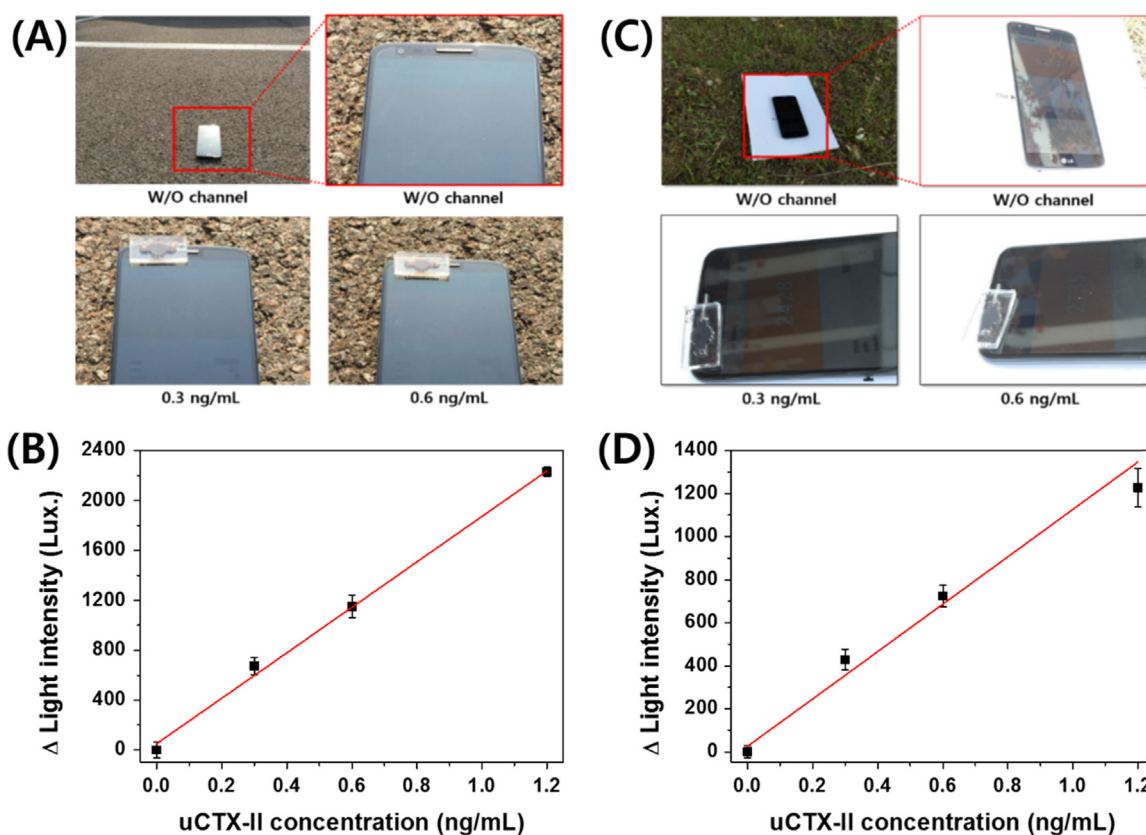 (A)
W/O channel
W/O channel
0.3 ng/mL
0.6 ng/mL
(C)
LG
W/O channel
W/O channel
0.3 ng/mL
0.6 ng/mL
(B)
Δ Light intensity (Lux.)
2400
2000
1600
1200
800
400
0
0.0 0.2 0.4 0.6 0.8 1.0 1.2
uCTX-II concentration (ng/mL)
(D)
Δ Light intensity (Lux.)
1400
1200
1000
800
600
400
200
0
0.0 0.2 0.4 0.6 0.8 1.0 1.2
uCTX-II concentration (ng/mL)